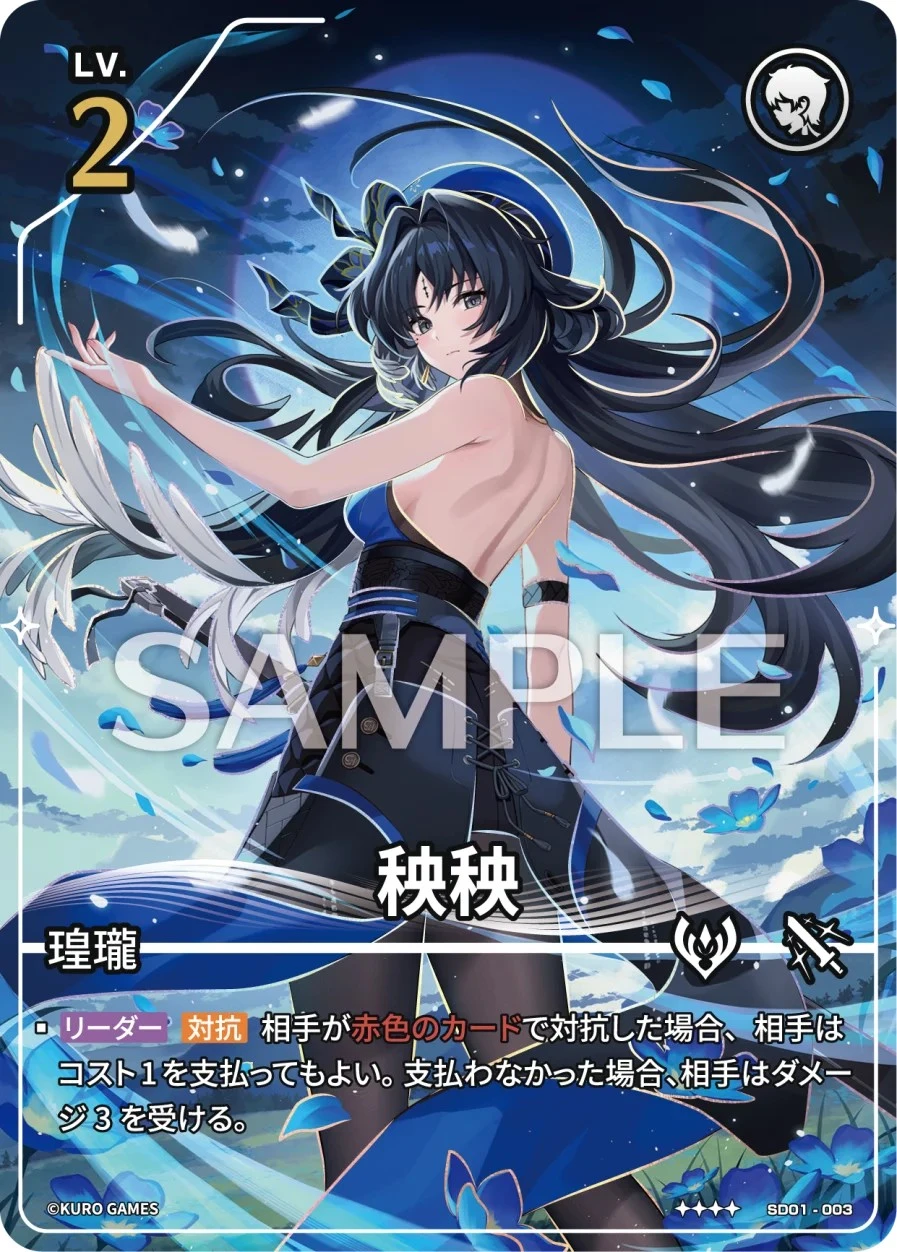 LV.
2
SAMPLE
秧秧
瑝瓏
▪ リーダー 対抗 相手が赤色のカードで対抗した場合、相手は
コスト1を支払ってもよい。支払わなかった場合、相手はダメー
ジ 3 を受ける。
©KURO GAMES
SD01 - 003